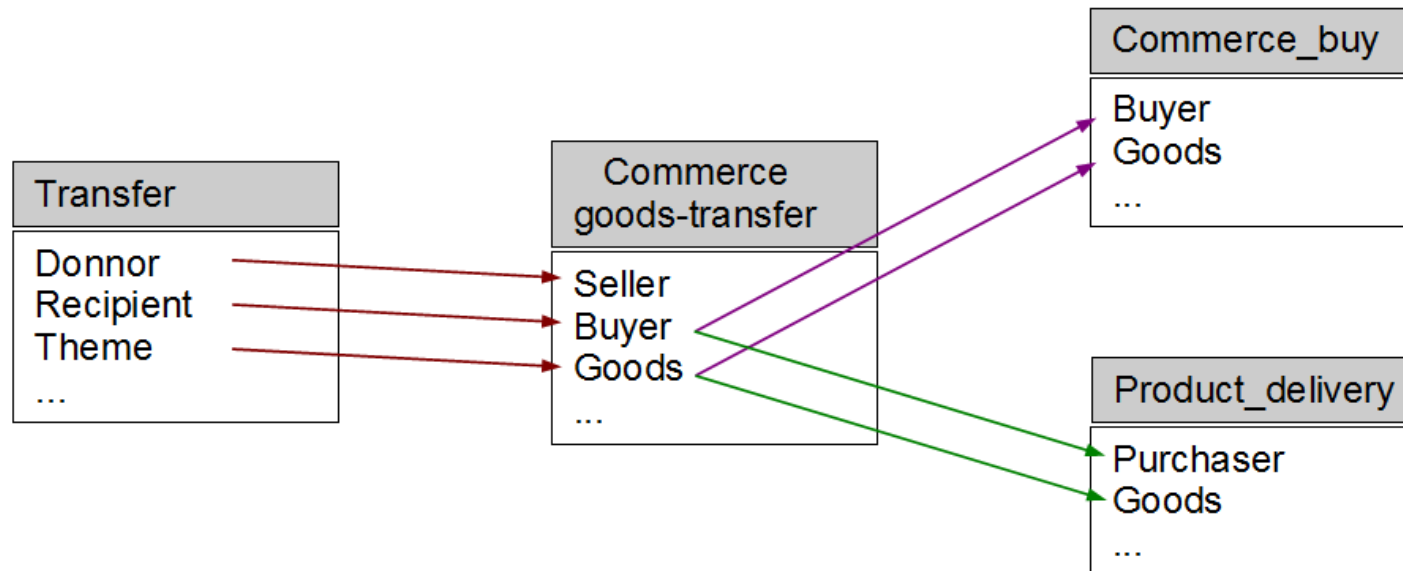 Transfer
Donnor
Recipient
Theme
...
Commerce
goods-transfer
Seller
Buyer
Goods
...
Commerce_buy
Buyer
Goods
...
Product_delivery
Purchaser
Goods
...